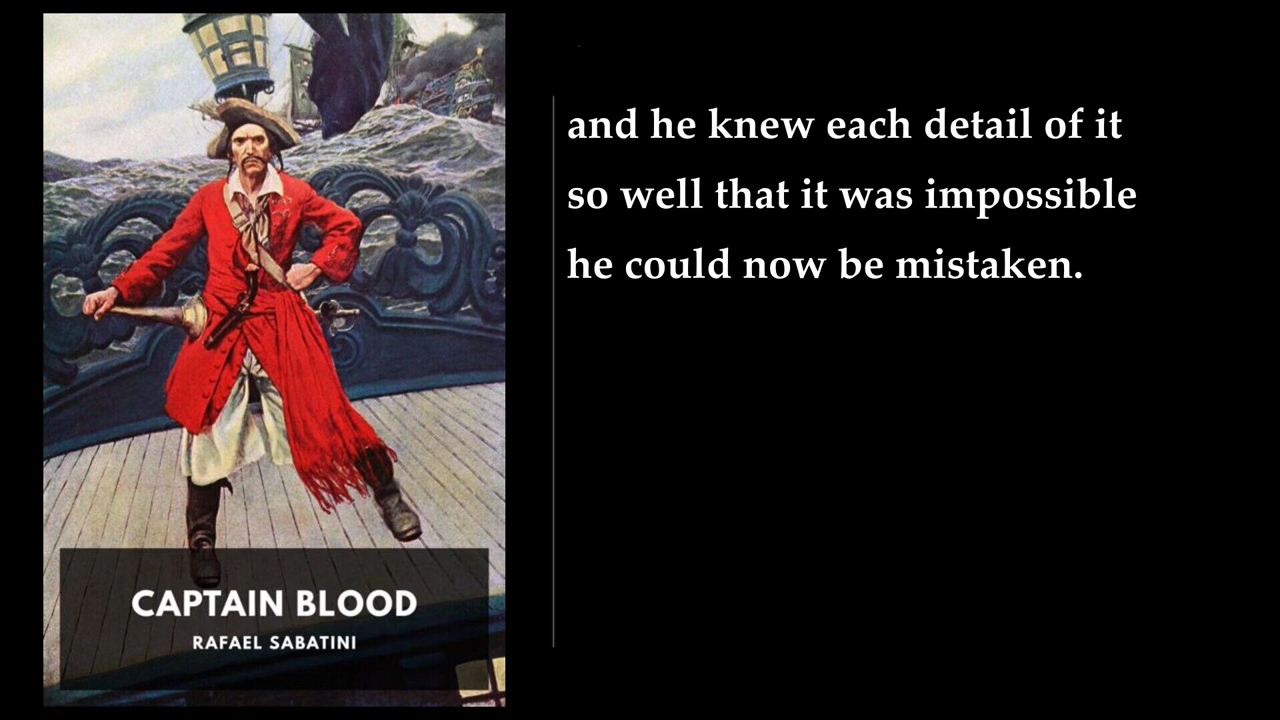 and he knew each detail of it
so well that it was impossible
he could now be mistaken.
CAPTAIN BLOOD
RAFAEL SABATINI